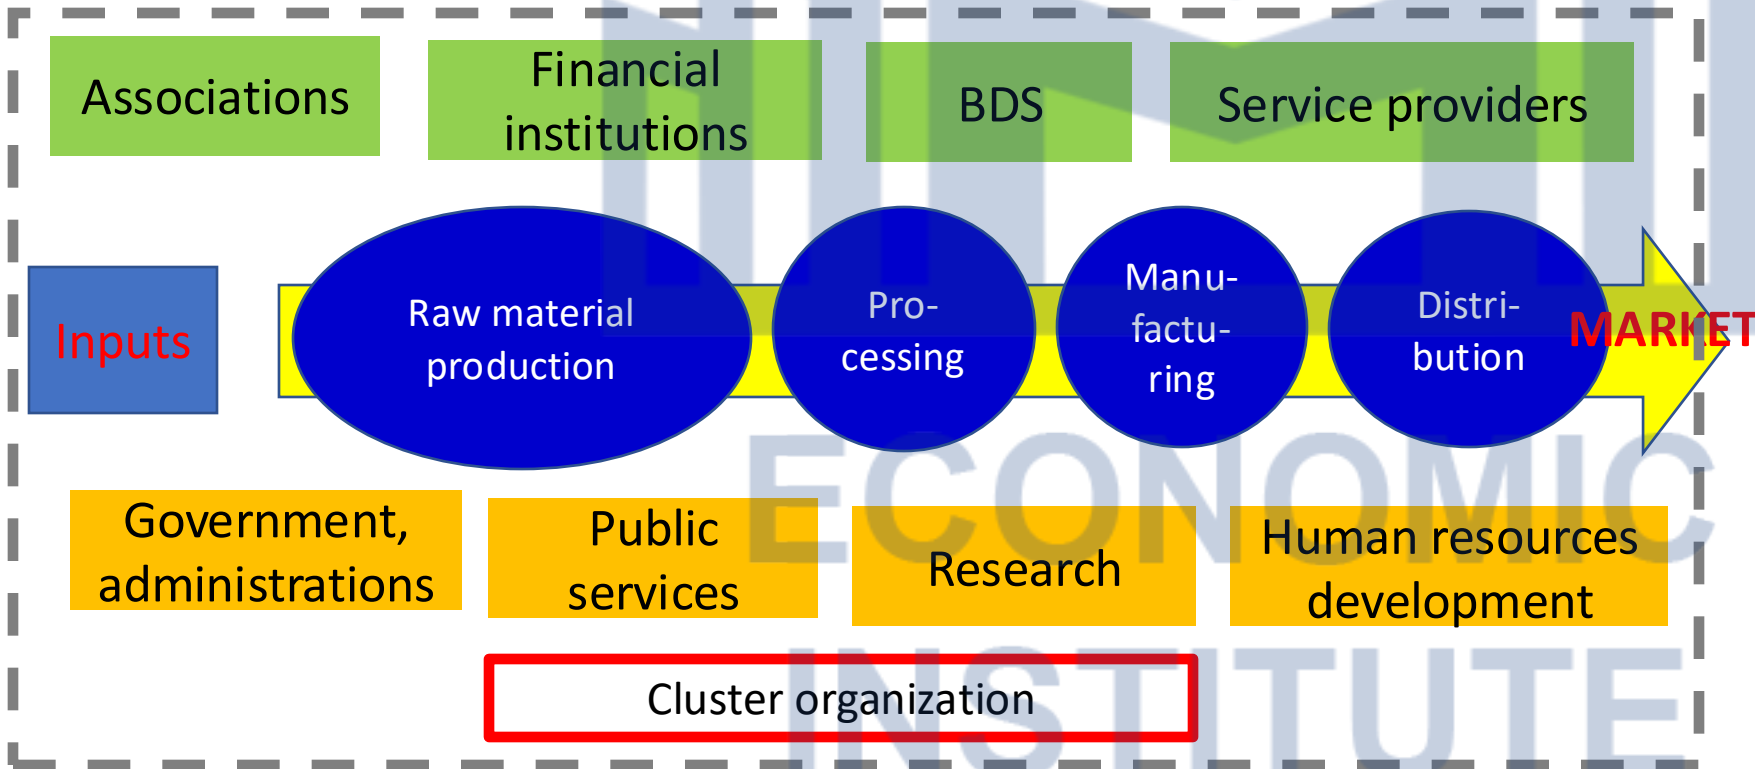 Associations
Financial
institutions
BDS
Service providers
Inputs
Raw material
production
Pro-
cessing
Manu-
factu-
ring
Distri-
bution
MARKET
Government,
administrations
Public
services
Research
Human resources
development
Cluster organization
ECONOMIC
INSTITUTE